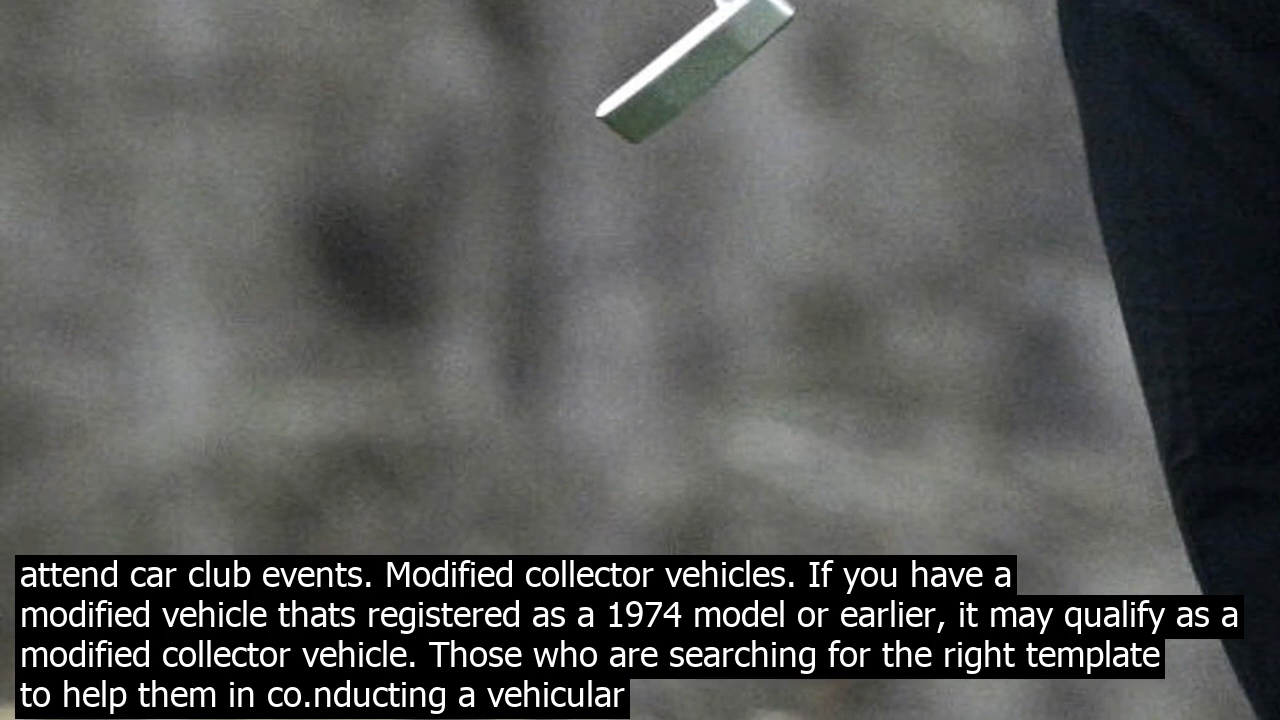 attend car club events. Modified collector vehicles. If you have a
modified vehicle thats registered as a 1974 model or earlier, it may qualify as a
modified collector vehicle. Those who are searching for the right template
to help them in co.nducting a vehicular